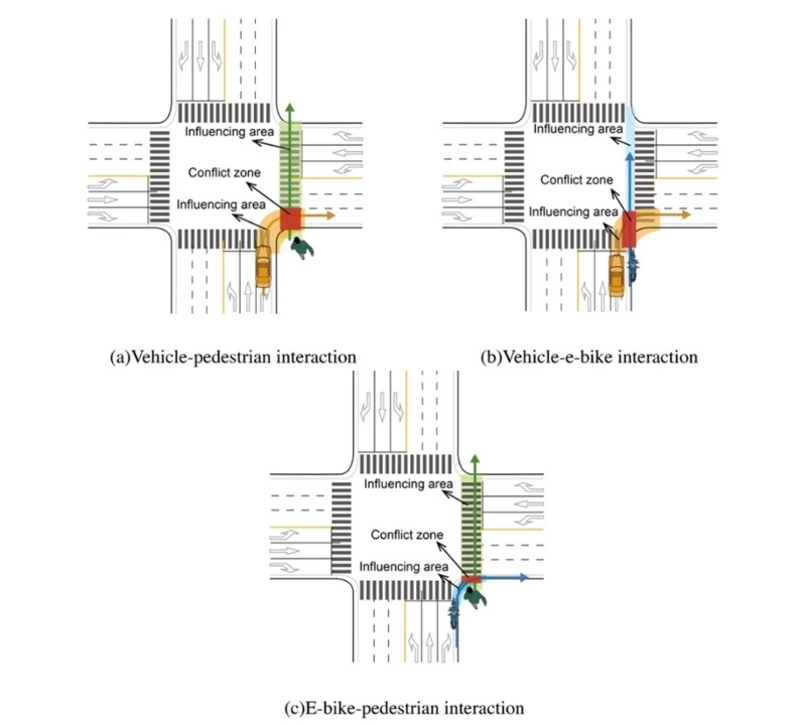 Influencing area
Conflict zone
Influencing area
(a)Vehicle-pedestrian interaction
Influencing area
Conflict zone
Influencing area
(b)Vehicle-e-bike interaction
Influencing area
Conflict zone
Influencing area
(c)E-bike-pedestrian interaction